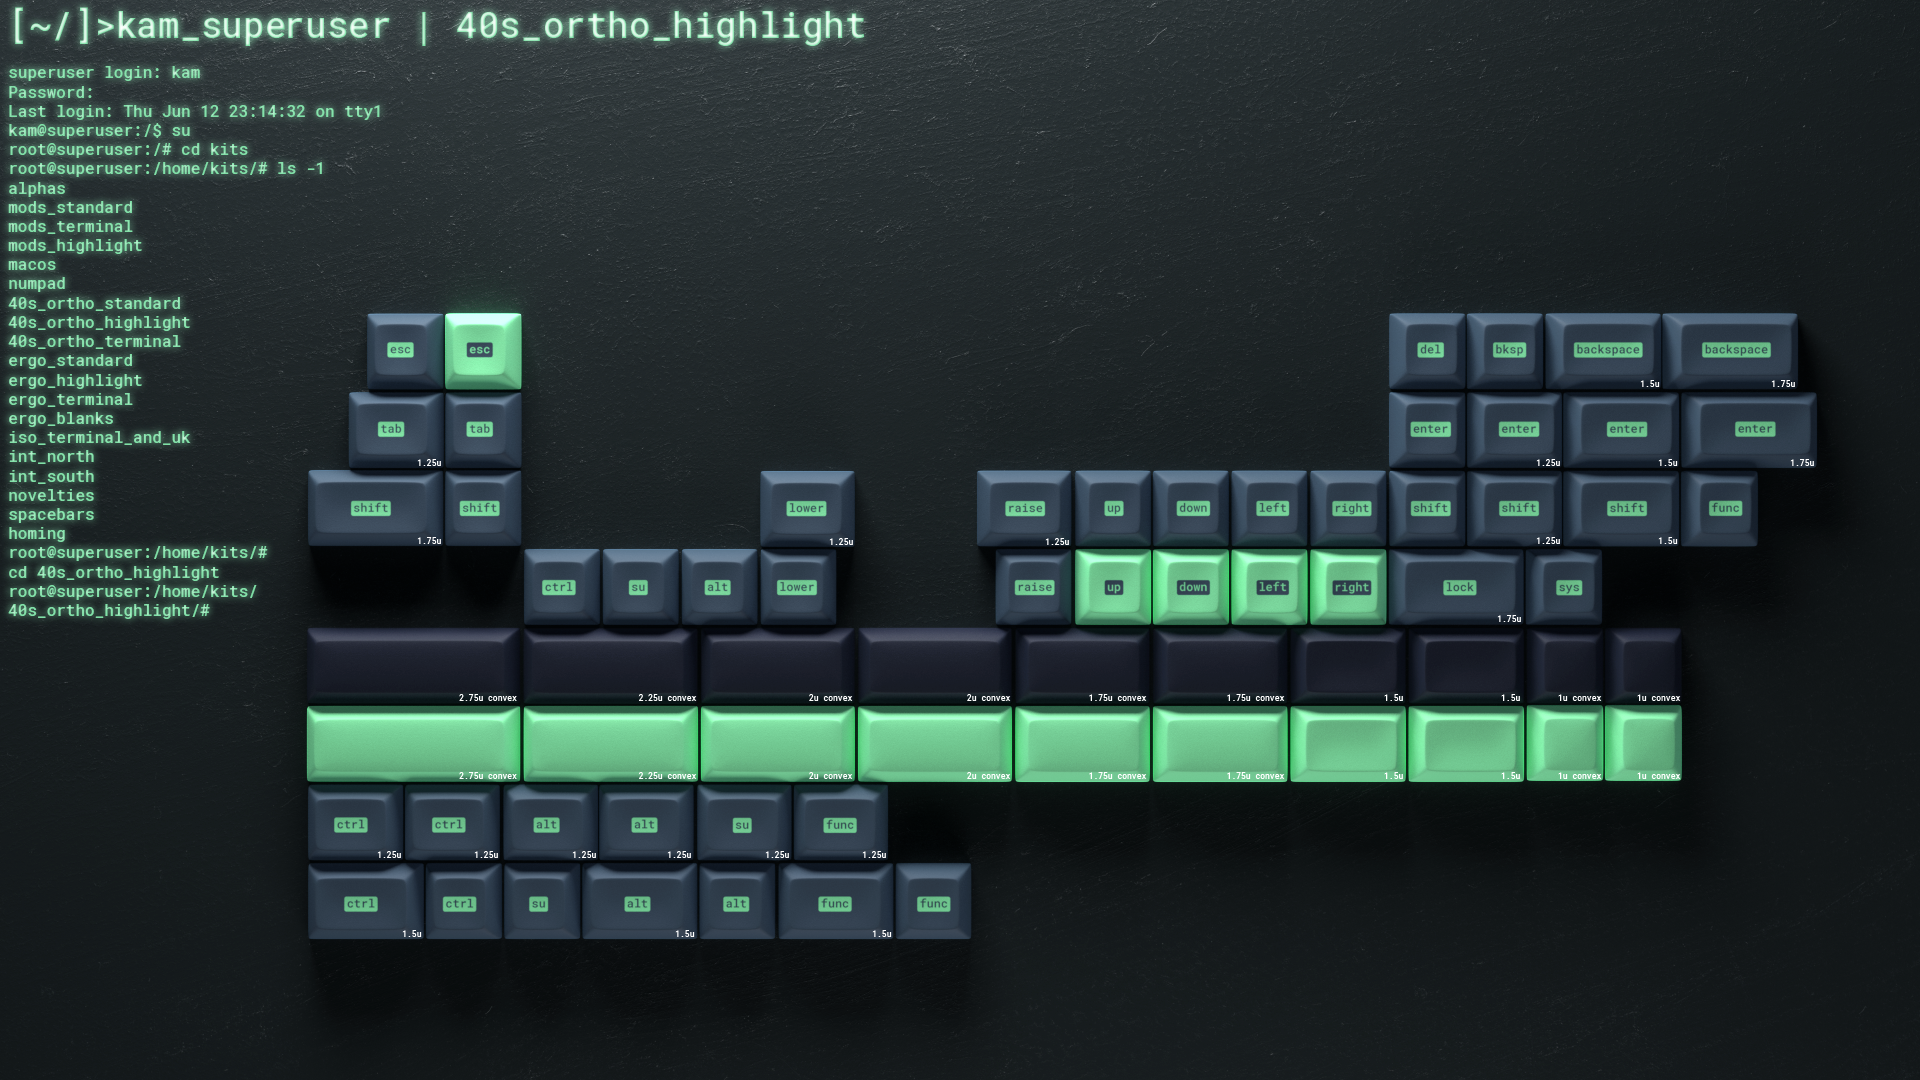 [~/]>kam_superuser | 40s_ortho_highlight
superuser login: kam
Password:
Last login: Thu Jun 12 23:14:32 on tty1
kam@superuser:/$ su
root@superuser:/# cd kits
root@superuser:/home/kits/# ls -1
alphas
mods_standard
mods_terminal
mods_highlight
macos
numpad
40s_ortho_standard
40s_ortho_highlight
40s_ortho_terminal
ergo_standard
ergo_highlight
ergo_terminal
ergo_blanks
iso_terminal_and_uk
int_north
int_south
novelties
spacebars
homing
root@superuser:/home/kits/#
cd 40s_ortho_highlight
root@superuser:/home/kits/
40s_ortho_highlight/#
esc esc del bksp backspace backspace
1.5u 1.75u
tab tab enter enter enter enter
1.25u 1.25u 1.5u 1.75u
shift shift lower raise up down left right shift shift shift func
1.75u 1.25u 1.25u 1.25u 1.5u
ctrl su alt lower raise up down left right lock sys
1.75u
2.75u convex 2.25u convex 2u convex 2u convex 1.75u convex 1.75u convex 1.5u 1.5u 1u convex 1u convex
2.75u convex 2.25u convex 2u convex 2u convex 1.75u convex 1.75u convex 1.5u 1.5u 1u convex 1u convex
ctrl ctrl alt alt su func
1.25u 1.25u 1.25u 1.25u 1.25u 1.25u
ctrl ctrl su alt alt func func
1.5u 1.5u 1.5u